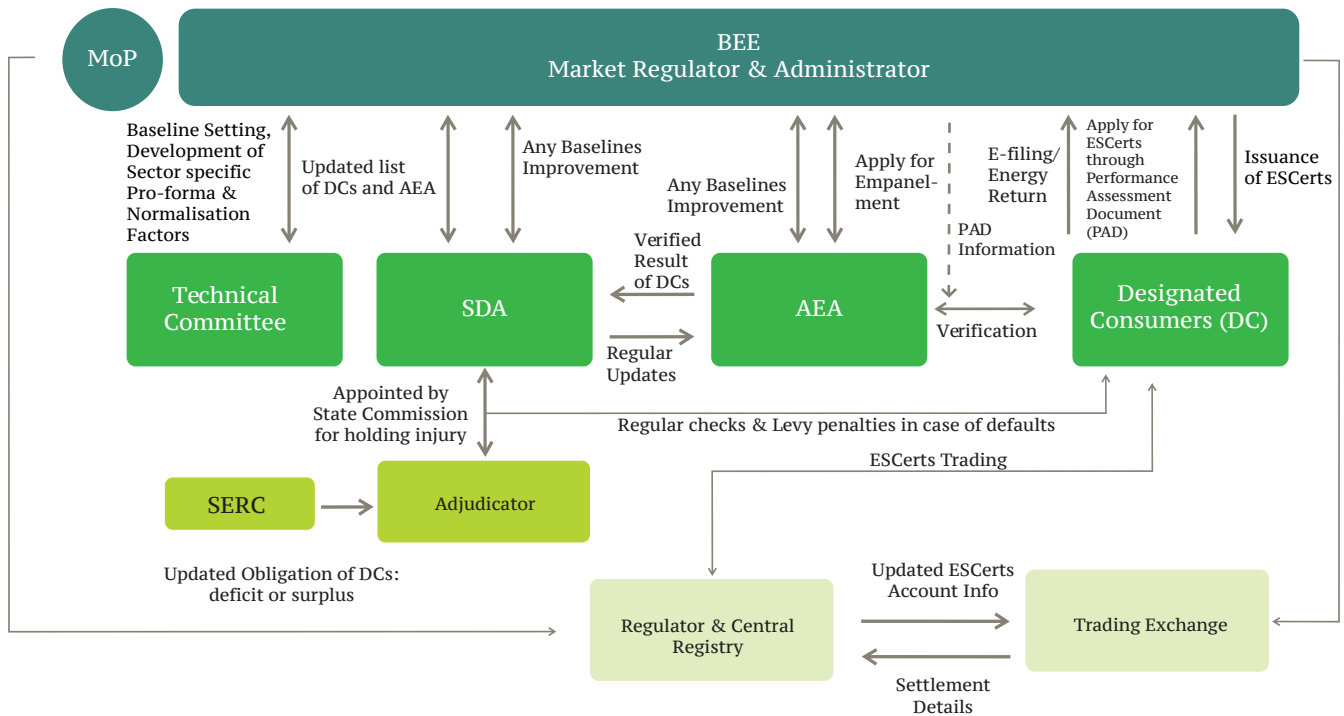 MoP
BEE
Market Regulator & Administrator
Baseline Setting,
Development of
Sector specific
Pro-forma &
Normalisation
Factors
Updated list
of DCs and AEA
Any Baselines
Improvement
Any Baselines
Improvement
Apply for
Empanel-
ment
PAD
Information
E-filing/
Energy
Return
Apply for
ESCerts
through
Performance
Assessment
Document
(PAD)
Issuance
of ESCerts
Technical
Committee
SDA
Verified
Result
of DCs
Regular
Updates
AEA
Verification
Designated
Consumers (DC)
Appointed by
State Commission
for holding injury
Regular checks & Levy penalties in case of defaults
ESCerts Trading
SERC
Adjudicator
Updated Obligation of DCs:
deficit or surplus
Regulator & Central
Registry
Updated ESCerts
Account Info
Settlement
Details
Trading Exchange